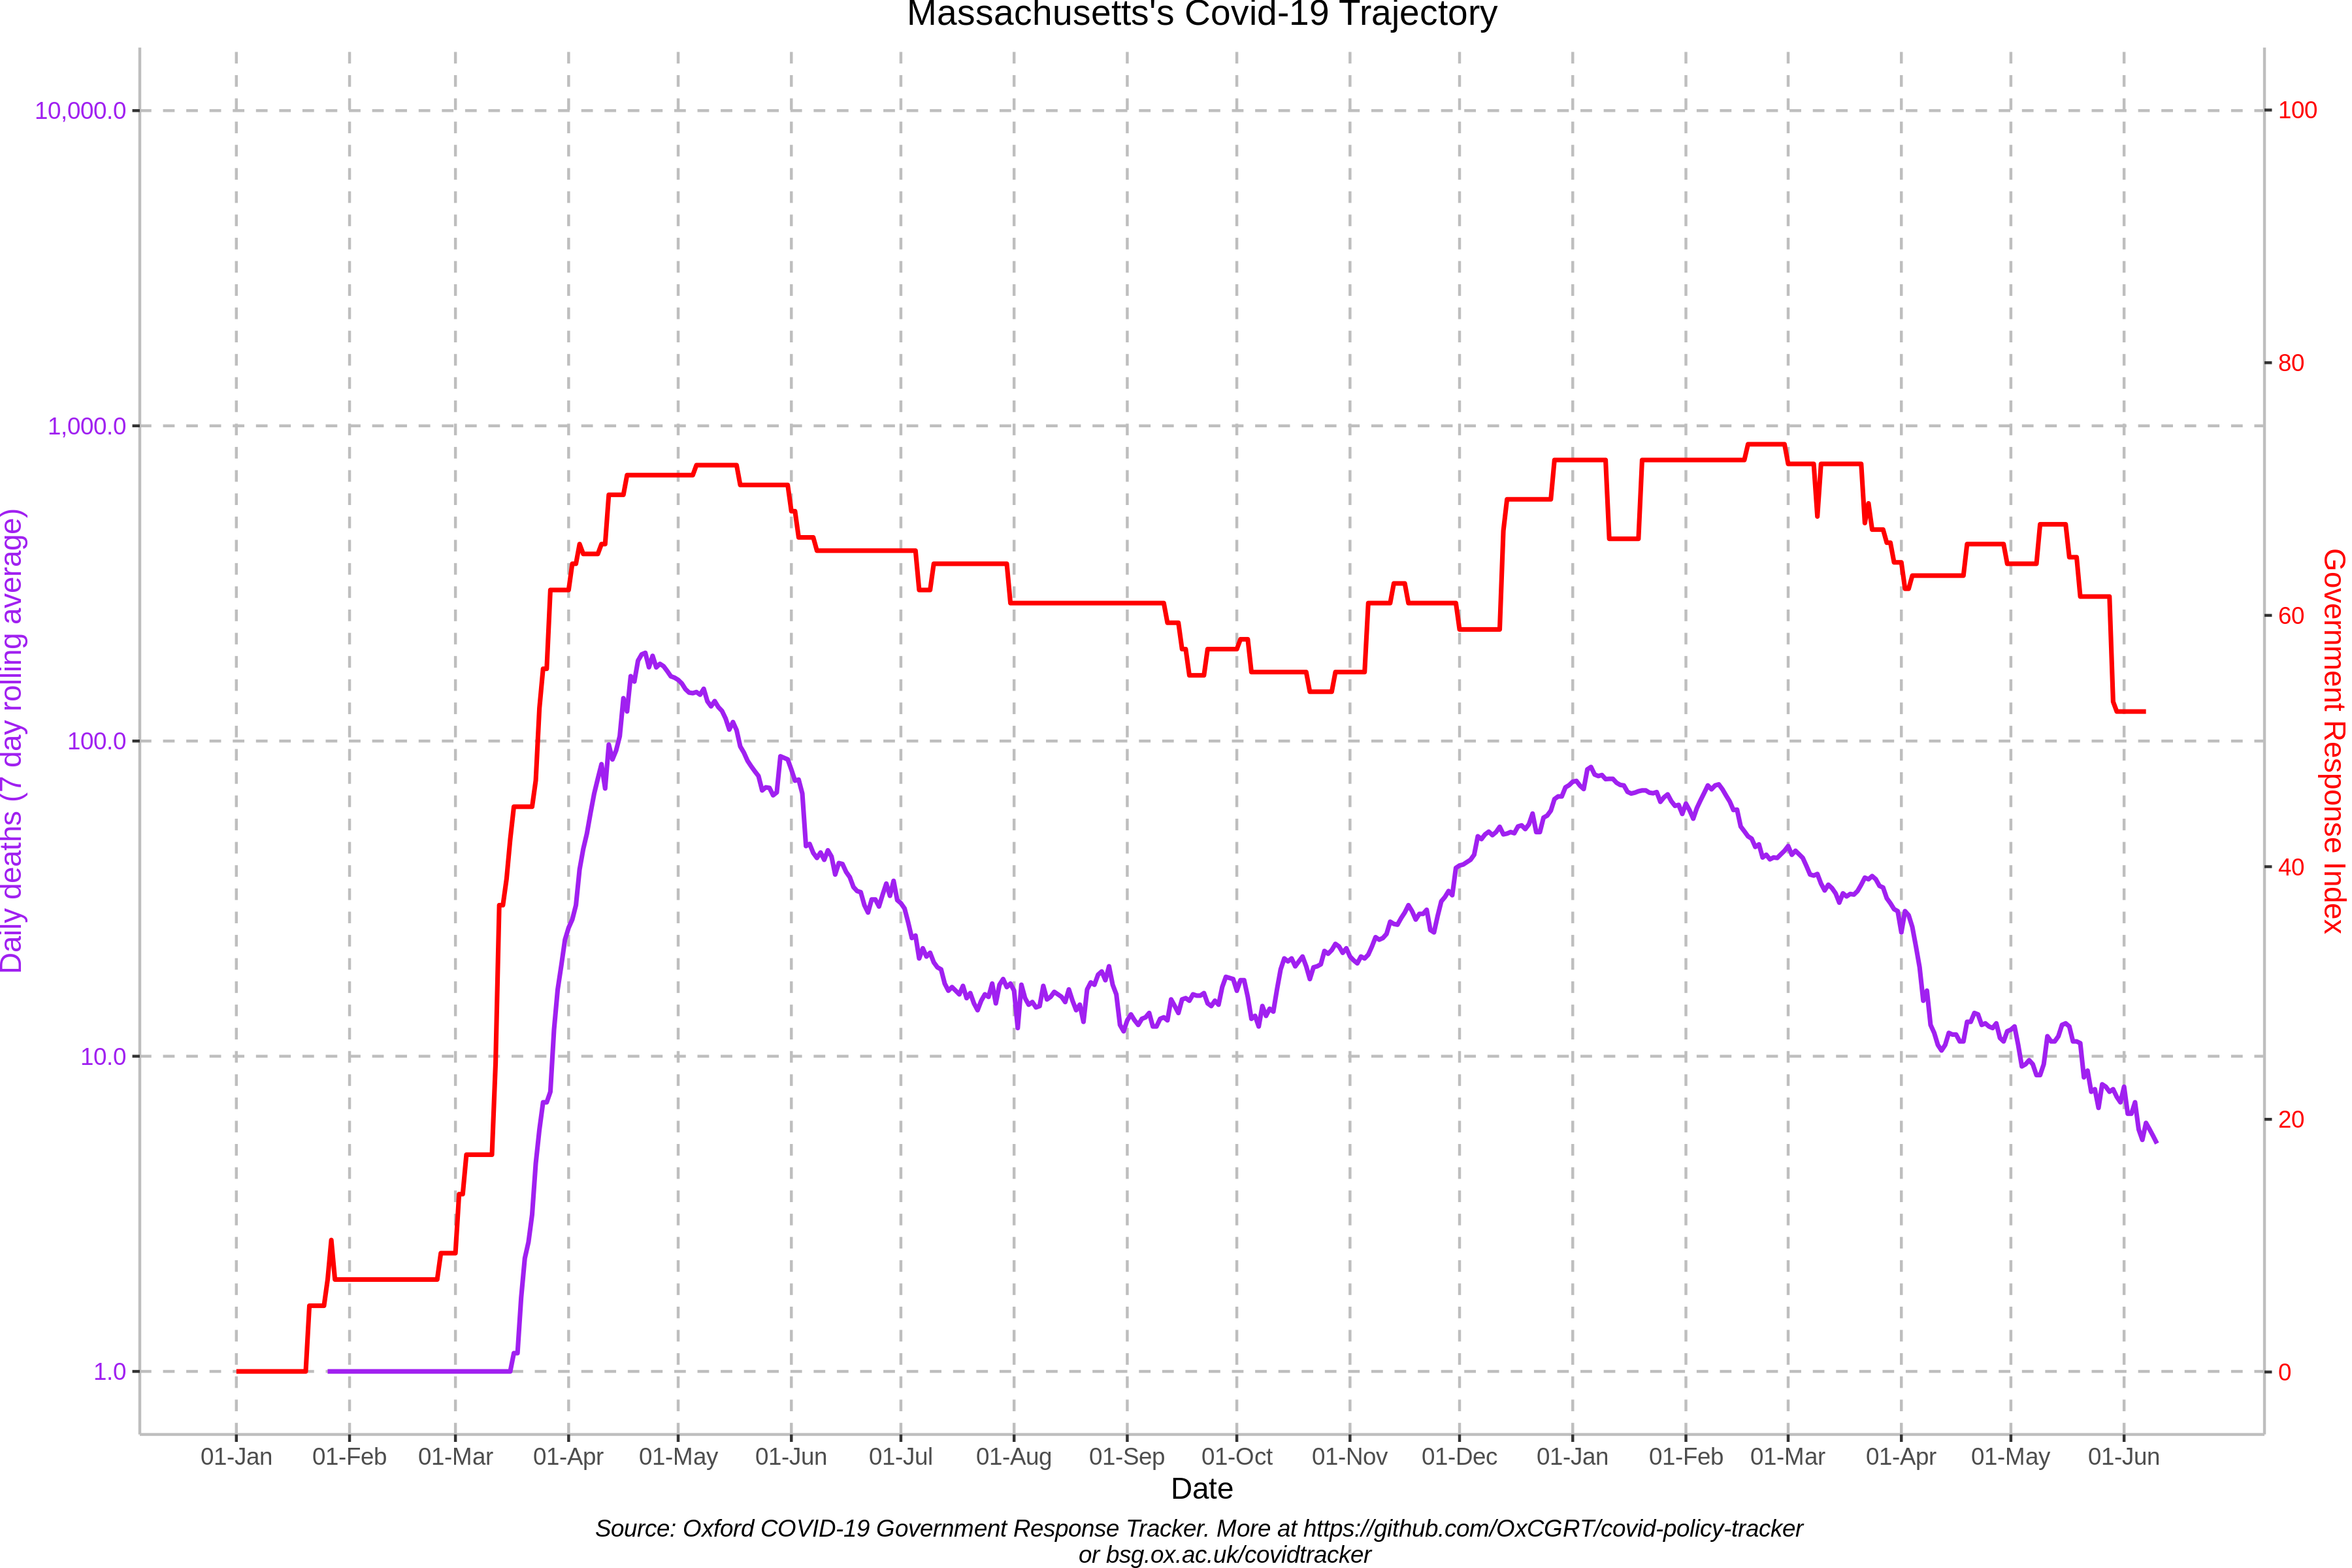 Massachusetts's Covid-19 Trajectory
Daily deaths (7 day rolling average)
10,000.0
1,000.0
100.0
10.0
1.0
100
80
60
40
20
0
Government Response Index
01-Jan 01-Feb 01-Mar 01-Apr 01-May 01-Jun 01-Jul 01-Aug 01-Sep 01-Oct 01-Nov 01-Dec 01-Jan 01-Feb 01-Mar 01-Apr 01-May 01-Jun
Date
Source: Oxford COVID-19 Government Response Tracker. More at https://github.com/OxCGRT/covid-policy-tracker
or bsg.ox.ac.uk/covidtracker